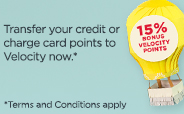 Transfer your credit or
charge card points to
Velocity now.*
15%
BONUS
VELOCITY
POINTS
*Terms and Conditions apply